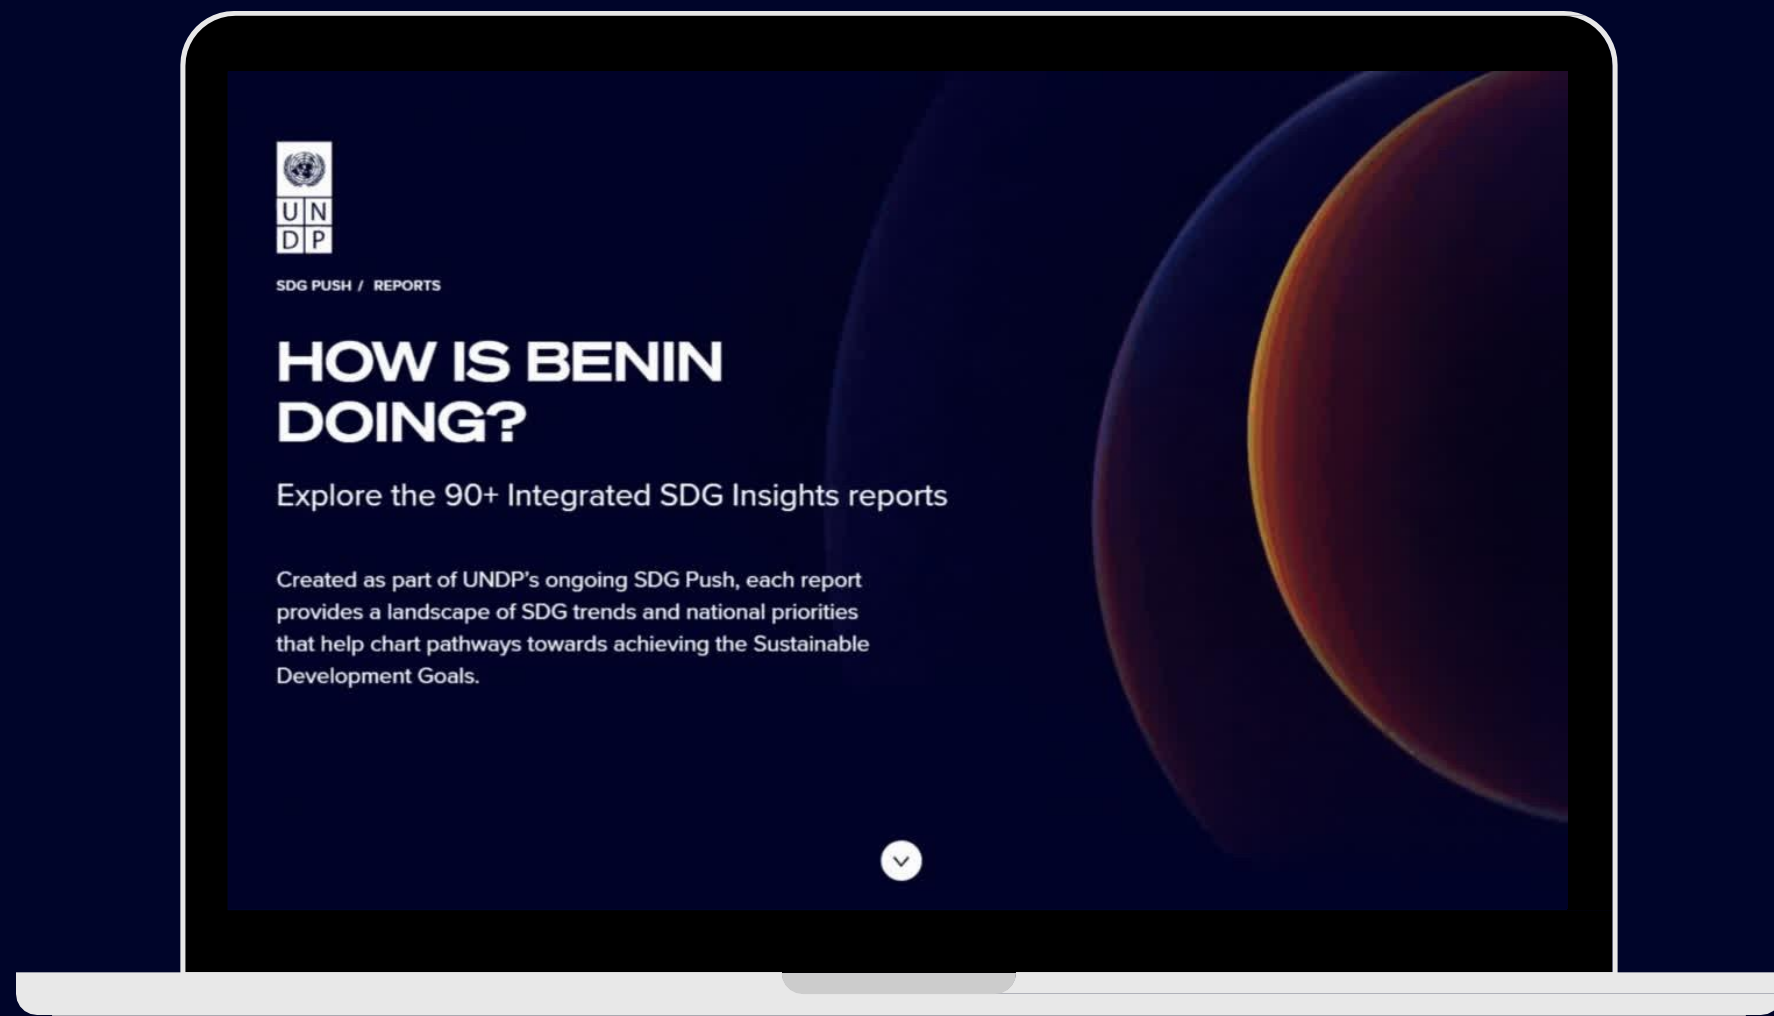 UN
DP
SDG PUSH / REPORTS
HOW IS BENIN
DOING?
Explore the 90+ Integrated SDG Insights reports
Created as part of UNDP’s ongoing SDG Push, each report
provides a landscape of SDG trends and national priorities
that help chart pathways towards achieving the Sustainable
Development Goals.